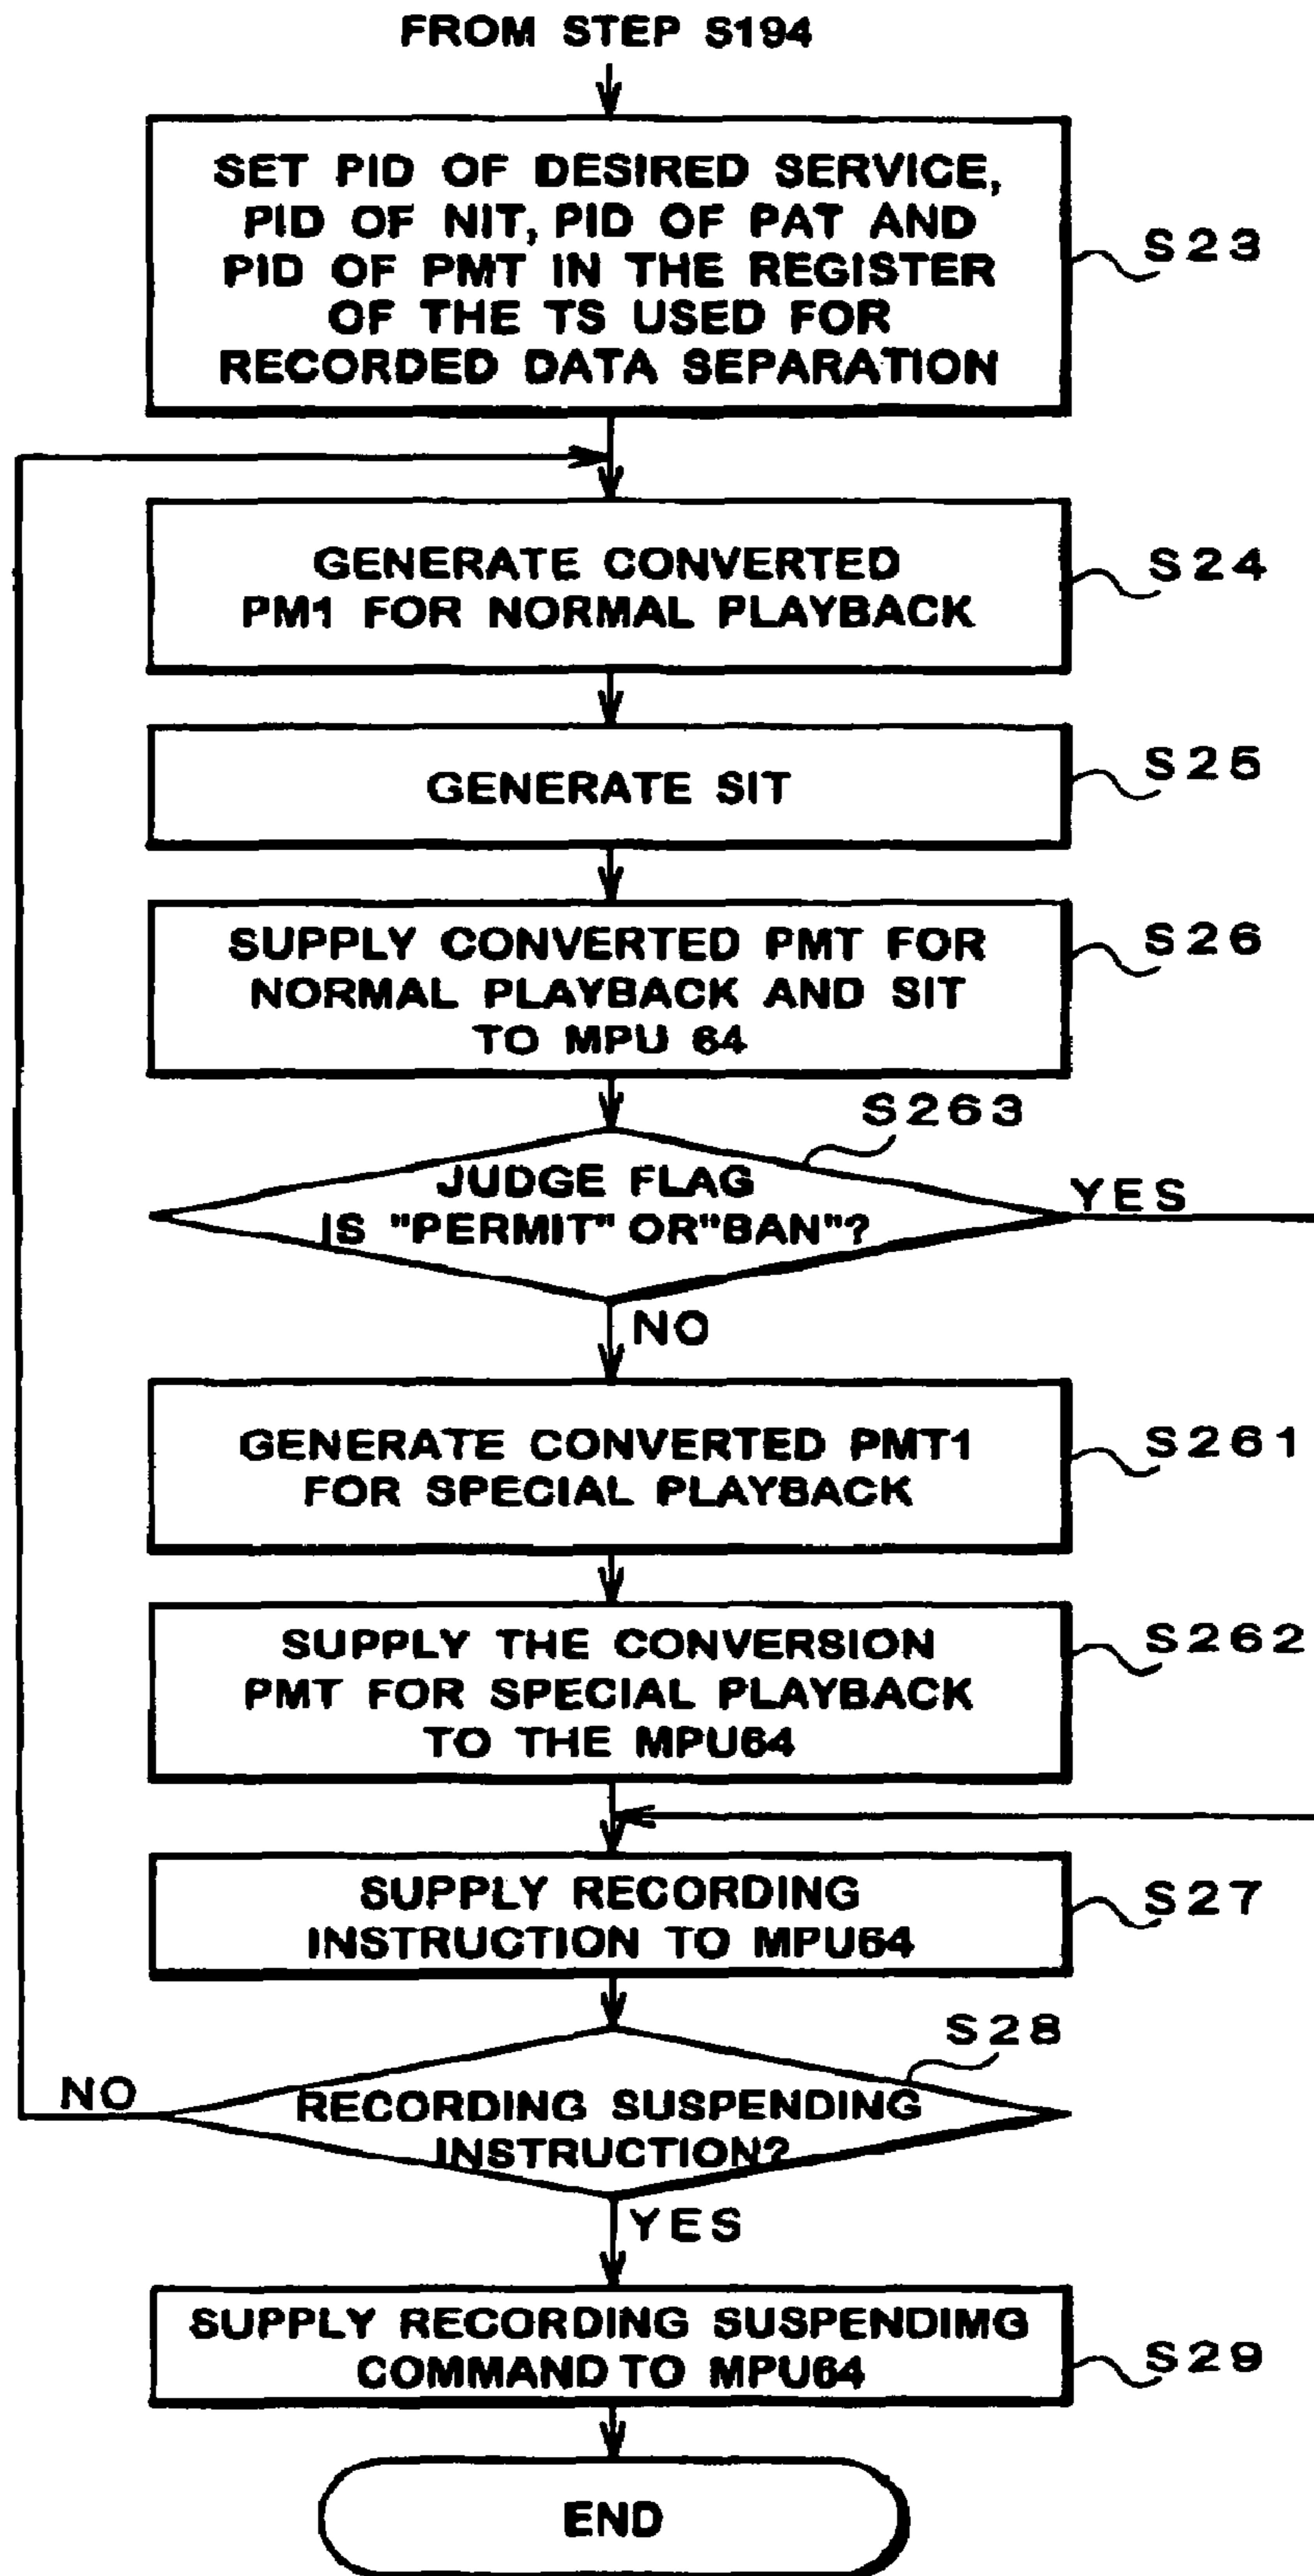 FROM STEP S194
SET PID OF DESIRED SERVICE,
PID OF NIT, PID OF PAT AND
PID OF PMT IN THE REGISTER
OF THE TS USED FOR
RECORDED DATA SEPARATION
S23
GENERATE CONVERTED
PM1 FOR NORMAL PLAYBACK
S24
GENERATE SIT
S25
SUPPLY CONVERTED PMT FOR
NORMAL PLAYBACK AND SIT
TO MPU 64
S26
S263
JUDGE FLAG
IS "PERMIT" OR"BAN"?
YES
NO
GENERATE CONVERTED PMT1
FOR SPECIAL PLAYBACK
S261
SUPPLY THE CONVERSION
PMT FOR SPECIAL PLAYBACK
TO THE MPU64
S262
SUPPLY RECORDING
INSTRUCTION TO MPU64
S27
S28
NO
RECORDING SUSPENDING
INSTRUCTION?
YES
SUPPLY RECORDING SUSPENDIMG
COMMAND TO MPU64
S29
END